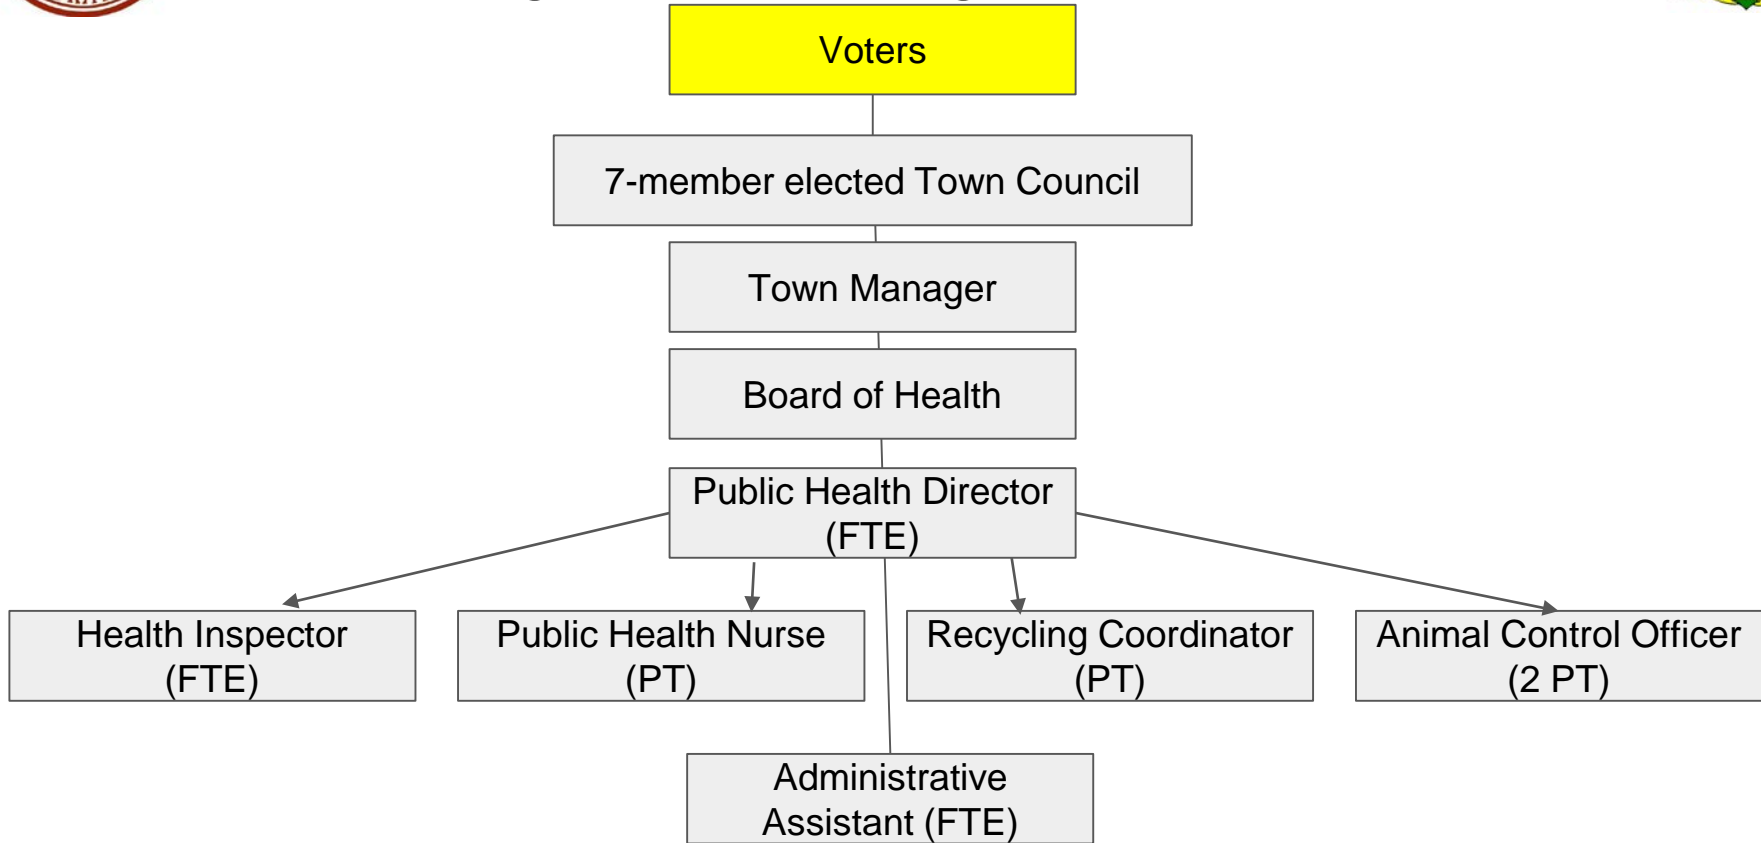 Voters
7-member elected Town Council
Town Manager
Board of Health
Public Health Director
(FTE)
Health Inspector
(FTE)
Public Health Nurse
(PT)
Recycling Coordinator
(PT)
Animal Control Officer
(2 PT)
Administrative
Assistant (FTE)